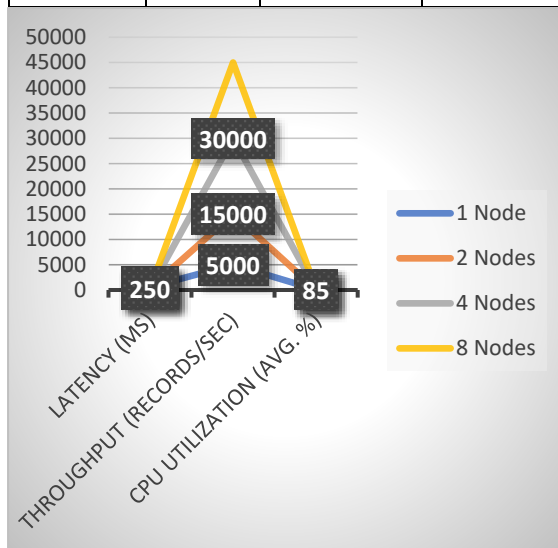 50000
45000
40000
35000
30000
25000
20000
15000
10000
5000
0
30000
15000
5000
250
85
LATENCY (MS)
THROUGHPUT (RECORDS/SEC)
CPU UTILIZATION (AVG. %)
1 Node
2 Nodes
4 Nodes
8 Nodes